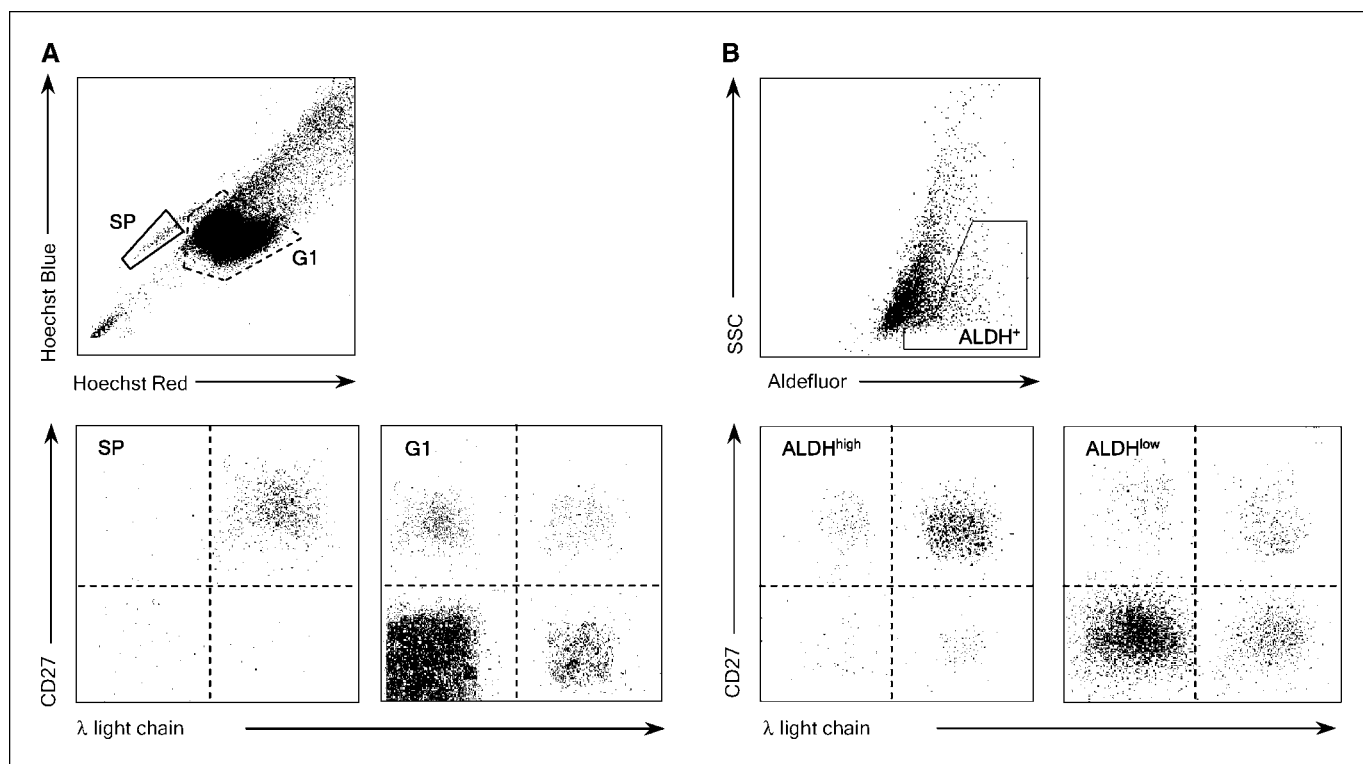 A
Hoechst Blue
SP
G1
Hoechst Red
CD27
SP
G1
λ light chain
B
SSC
ALDH⁺
Aldefluor
CD27
ALDHʰⁱᵍʰ
ALDHˡᵒʷ
λ light chain